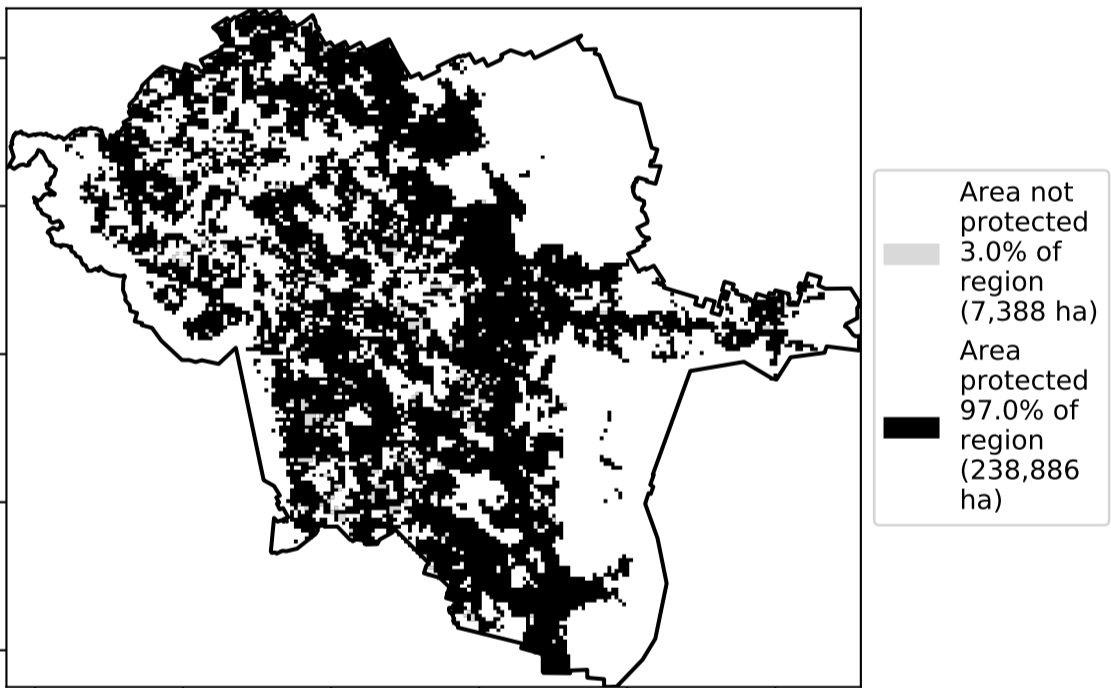 Area not
protected
3.0% of
region
(7,388 ha)
Area
protected
97.0% of
region
(238,886
ha)